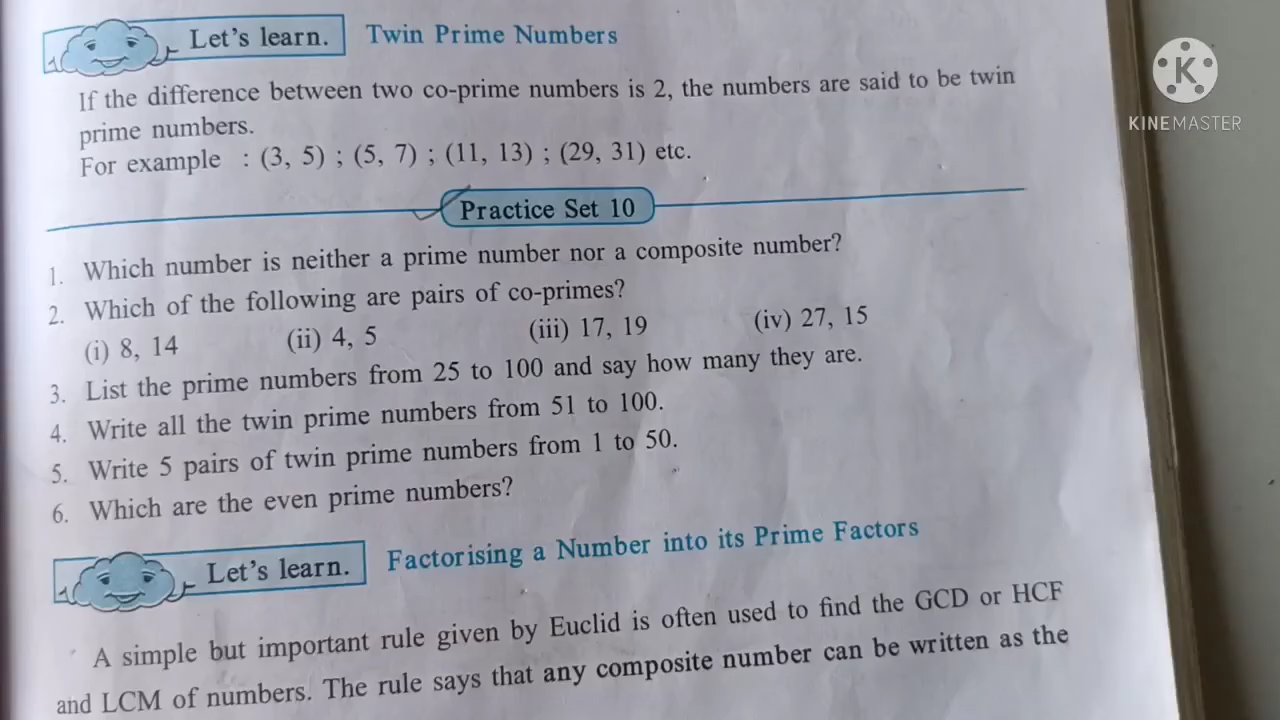 Let's learn. Twin Prime Numbers
If the difference between two co-prime numbers is 2, the numbers are said to be twin
prime numbers.
For example : (3, 5) ; (5, 7) ; (11, 13) ; (29, 31) etc.
Practice Set 10
1. Which number is neither a prime number nor a composite number?
2. Which of the following are pairs of co-primes?
(i) 8, 14 (ii) 4, 5 (iii) 17, 19 (iv) 27, 15
3. List the prime numbers from 25 to 100 and say how many they are.
4. Write all the twin prime numbers from 51 to 100.
5. Write 5 pairs of twin prime numbers from 1 to 50.
6. Which are the even prime numbers?
Let's learn. Factorising a Number into its Prime Factors
A simple but important rule given by Euclid is often used to find the GCD or HCF
and LCM of numbers. The rule says that any composite number can be written as the
K
KINEMASTER